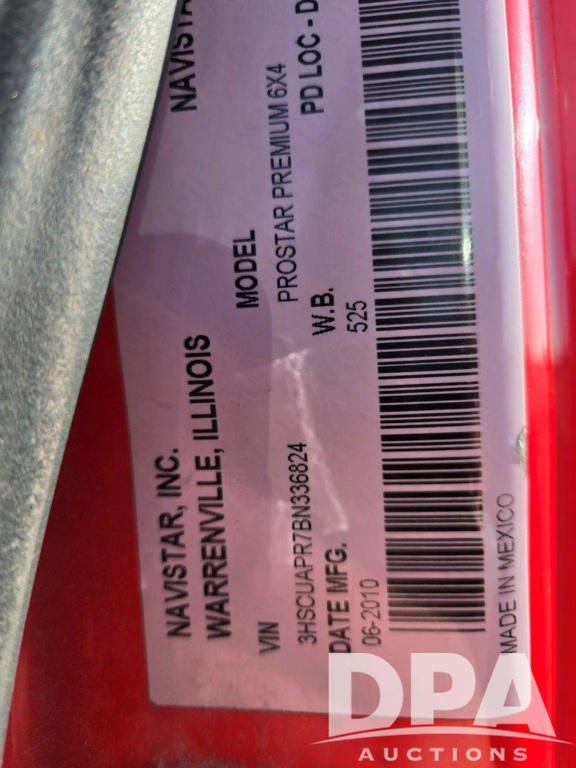 NAVISTAR, INC.
WARRENVILLE, ILLINOIS
VIN
MODEL
3HSCUAPR7BN336824
PROSTAR PREMIUM 6X4
DATE MFG.
W.B.
PD LOC - D
06-2010
525
MADE IN MEXICO
DPA
AUCTIONS